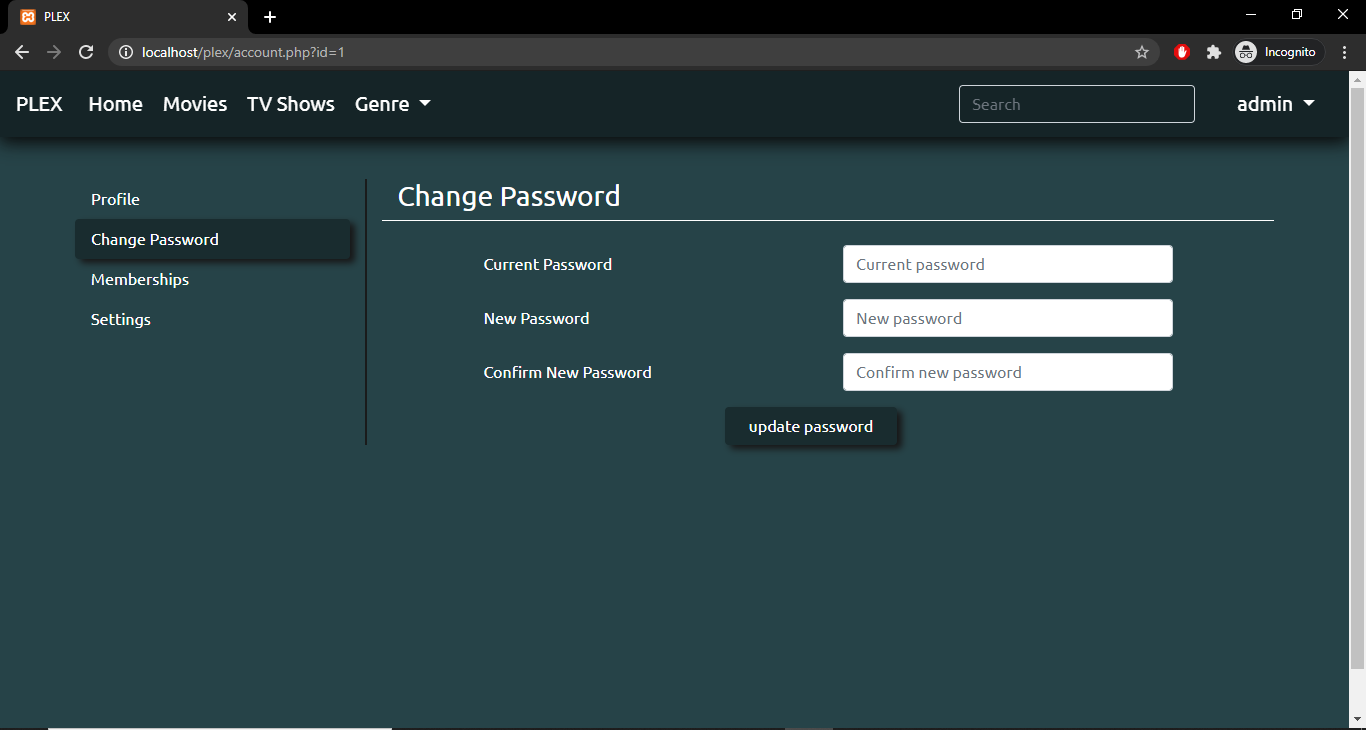 PLEX
localhost/plex/account.php?id=1
Incognito
PLEX Home Movies TV Shows Genre Search admin
Profile
Change Password
Memberships
Settings
Change Password
Current Password Current password
New Password New password
Confirm New Password Confirm new password
update password